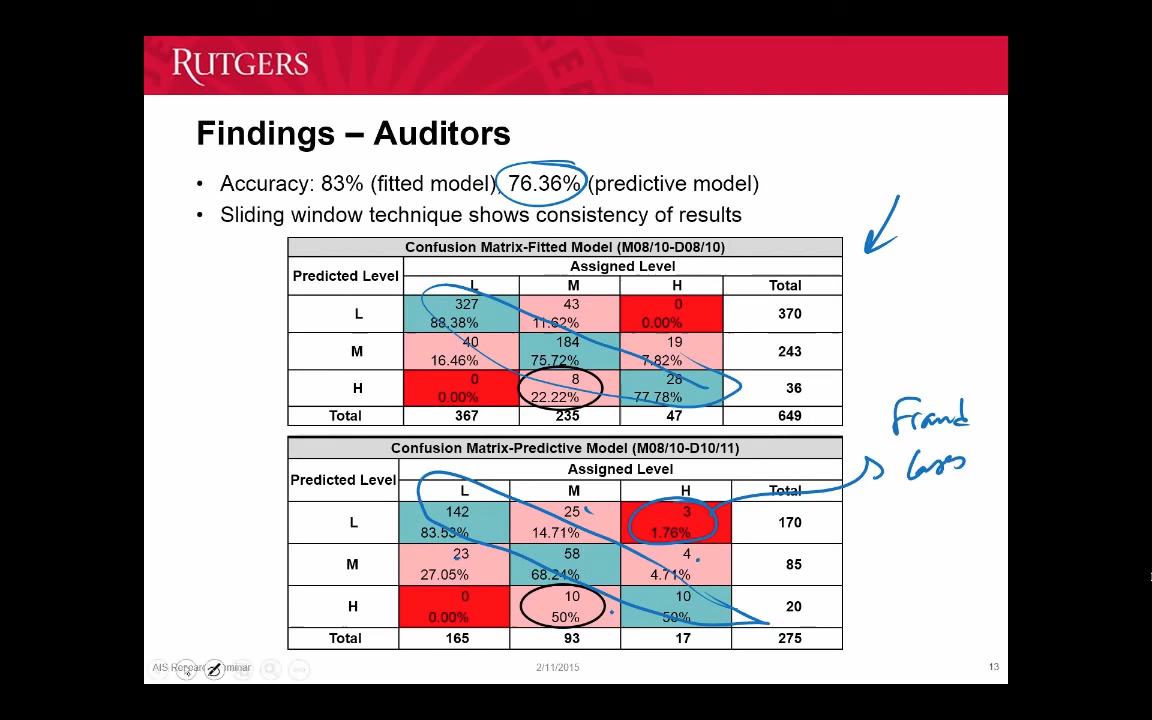 RUTGERS
Findings – Auditors
• Accuracy: 83% (fitted model), 76.36% (predictive model)
• Sliding window technique shows consistency of results
Confusion Matrix-Fitted Model (M08/10-D08/10)
Predicted Level Assigned Level
L M H Total
L 327 43 0 370
88.38% 11.62% 0.00%
M 40 184 19 243
16.46% 75.72% 7.82%
H 0 8 28 36
0.00% 22.22% 77.78%
Total 367 235 47 649
Fraud
Cases
Confusion Matrix-Predictive Model (M08/10-D10/11)
Predicted Level Assigned Level
L M H Total
L 142 25 3 170
83.53% 14.71% 1.76%
M 23 58 4 85
27.05% 68.24% 4.71%
H 0 10 10 20
0.00% 50% 50%
Total 165 93 17 275
AIS Research Seminar 2/11/2015 13